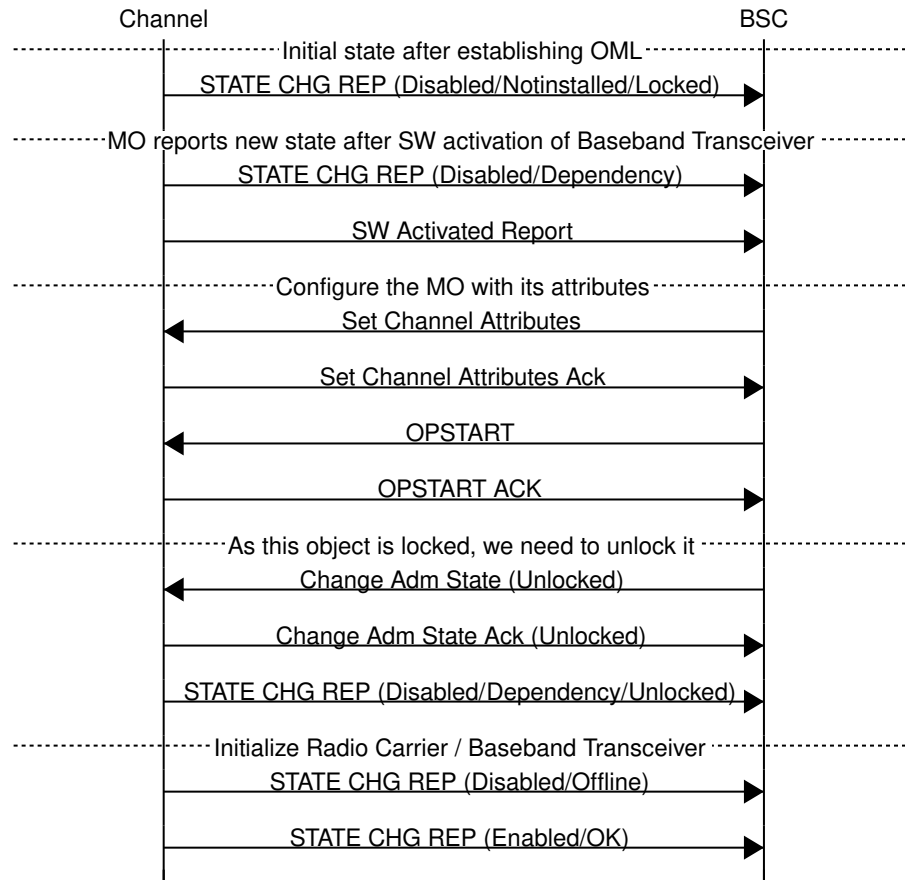 Channel BSC
Initial state after establishing OML
STATE CHG REP (Disabled/Notinstalled/Locked)
MO reports new state after SW activation of Baseband Transceiver
STATE CHG REP (Disabled/Dependency)
SW Activated Report
Configure the MO with its attributes
Set Channel Attributes
Set Channel Attributes Ack
OPSTART
OPSTART ACK
As this object is locked, we need to unlock it
Change Adm State (Unlocked)
Change Adm State Ack (Unlocked)
STATE CHG REP (Disabled/Dependency/Unlocked)
Initialize Radio Carrier / Baseband Transceiver
STATE CHG REP (Disabled/Offline)
STATE CHG REP (Enabled/OK)